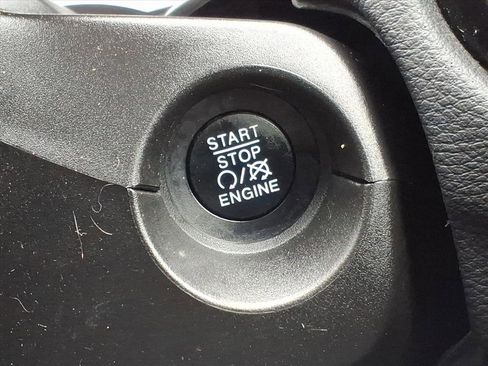 START
STOP
/
ENGINE